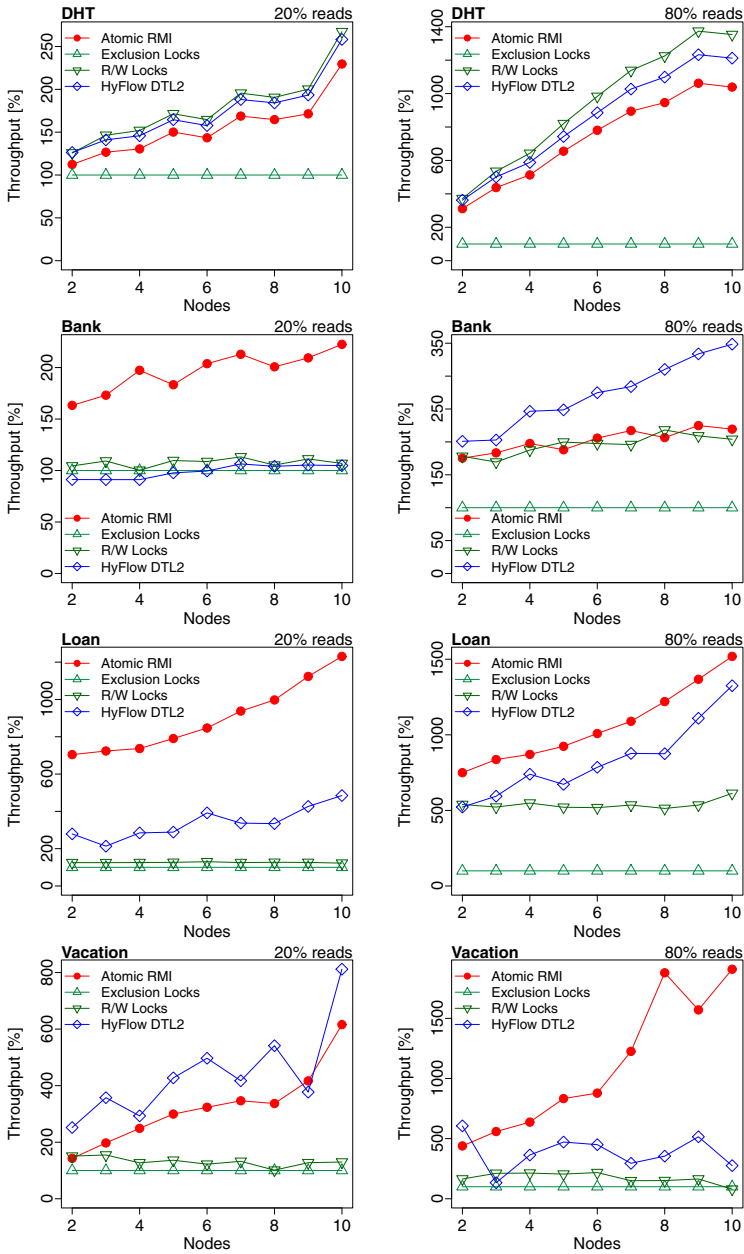 DHT 20% reads
Atomic RMI
Exclusion Locks
R/W Locks
HyFlow DTL2
Throughput [%]
0 50 100 150 200 250
2 4 6 8 10
Nodes
DHT 80% reads
Atomic RMI
Exclusion Locks
R/W Locks
HyFlow DTL2
Throughput [%]
200 600 1000 1400
2 4 6 8 10
Nodes
Bank 20% reads
Throughput [%]
0 50 100 150 200
Atomic RMI
Exclusion Locks
R/W Locks
HyFlow DTL2
2 4 6 8 10
Nodes
Bank 80% reads
Throughput [%]
0 50 150 250 350
Atomic RMI
Exclusion Locks
R/W Locks
HyFlow DTL2
2 4 6 8 10
Nodes
Loan 20% reads
Atomic RMI
Exclusion Locks
R/W Locks
HyFlow DTL2
Throughput [%]
0 200 600 1000
2 4 6 8 10
Nodes
Loan 80% reads
Atomic RMI
Exclusion Locks
R/W Locks
HyFlow DTL2
Throughput [%]
0 500 1000 1500
2 4 6 8 10
Nodes
Vacation 20% reads
Atomic RMI
Exclusion Locks
R/W Locks
HyFlow DTL2
Throughput [%]
0 200 400 600 800
2 4 6 8 10
Nodes
Vacation 80% reads
Atomic RMI
Exclusion Locks
R/W Locks
HyFlow DTL2
Throughput [%]
0 500 1000 1500
2 4 6 8 10
Nodes